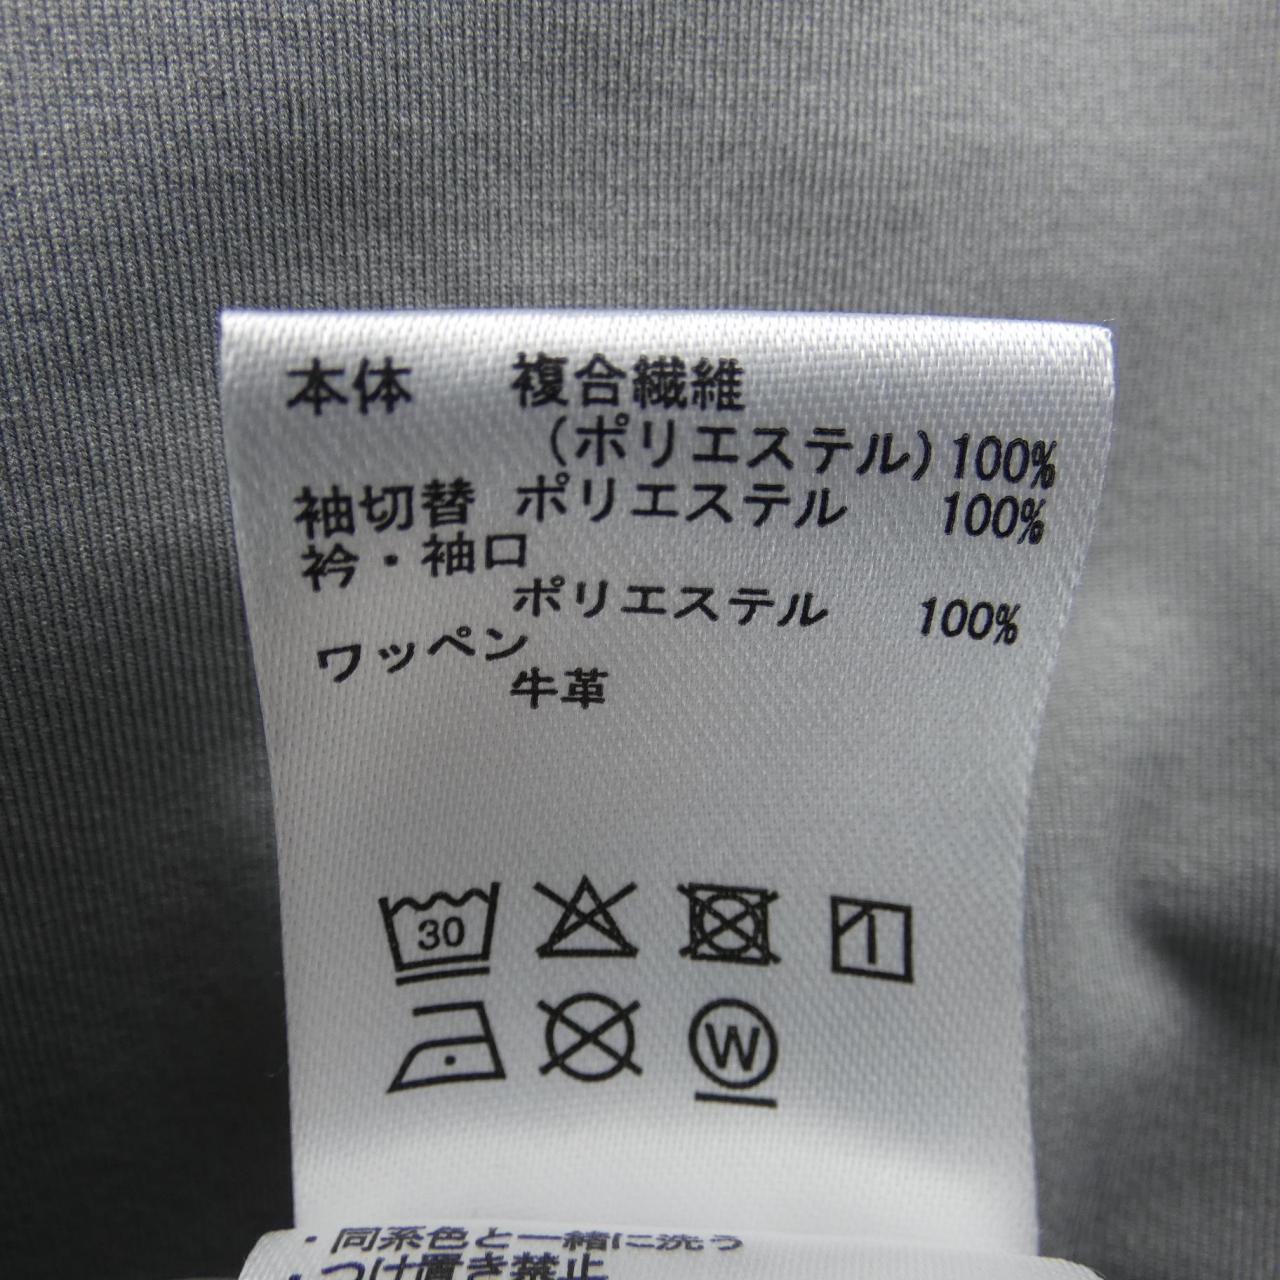 本体 複合繊維
(ポリエステル) 100%
袖切替 ポリエステル 100%
衿・袖口
ポリエステル 100%
ワッペン
牛革
30
W
・同系色と一緒に洗う
・つけ置き禁止